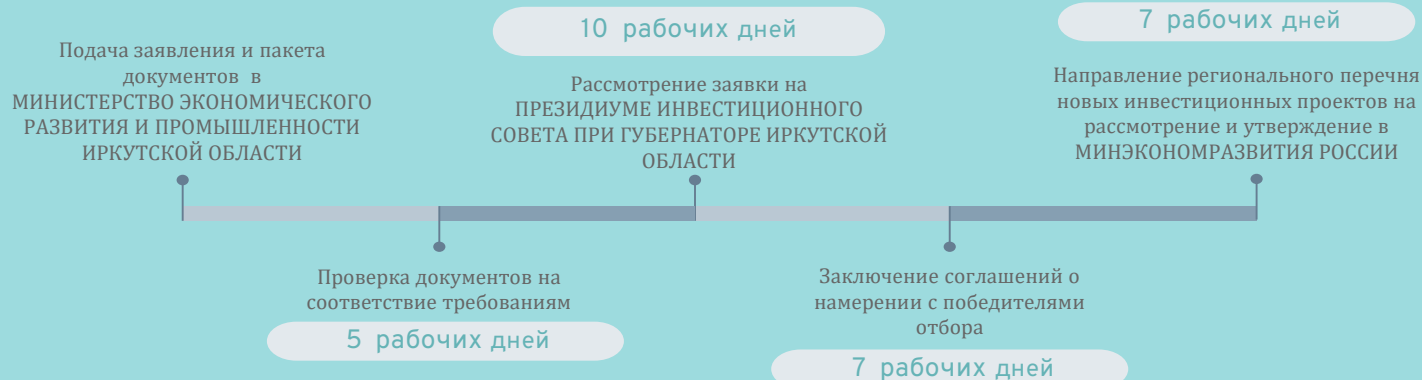 Подача заявления и пакета
документов в
МИНИСТЕРСТВО ЭКОНОМИЧЕСКОГО
РАЗВИТИЯ И ПРОМЫШЛЕННОСТИ
ИРКУТСКОЙ ОБЛАСТИ
Проверка документов на
соответствие требованиям
5 рабочих дней
10 рабочих дней
Рассмотрение заявки на
ПРЕЗИДИУМЕ ИНВЕСТИЦИОННОГО
СОВЕТА ПРИ ГУБЕРНАТОРЕ ИРКУТСКОЙ
ОБЛАСТИ
Заключение соглашений о
намерении с победителями
отбора
7 рабочих дней
7 рабочих дней
Направление регионального перечня
новых инвестиционных проектов на
рассмотрение и утверждение в
МИНЭКОНОМРАЗВИТИЯ РОССИИ